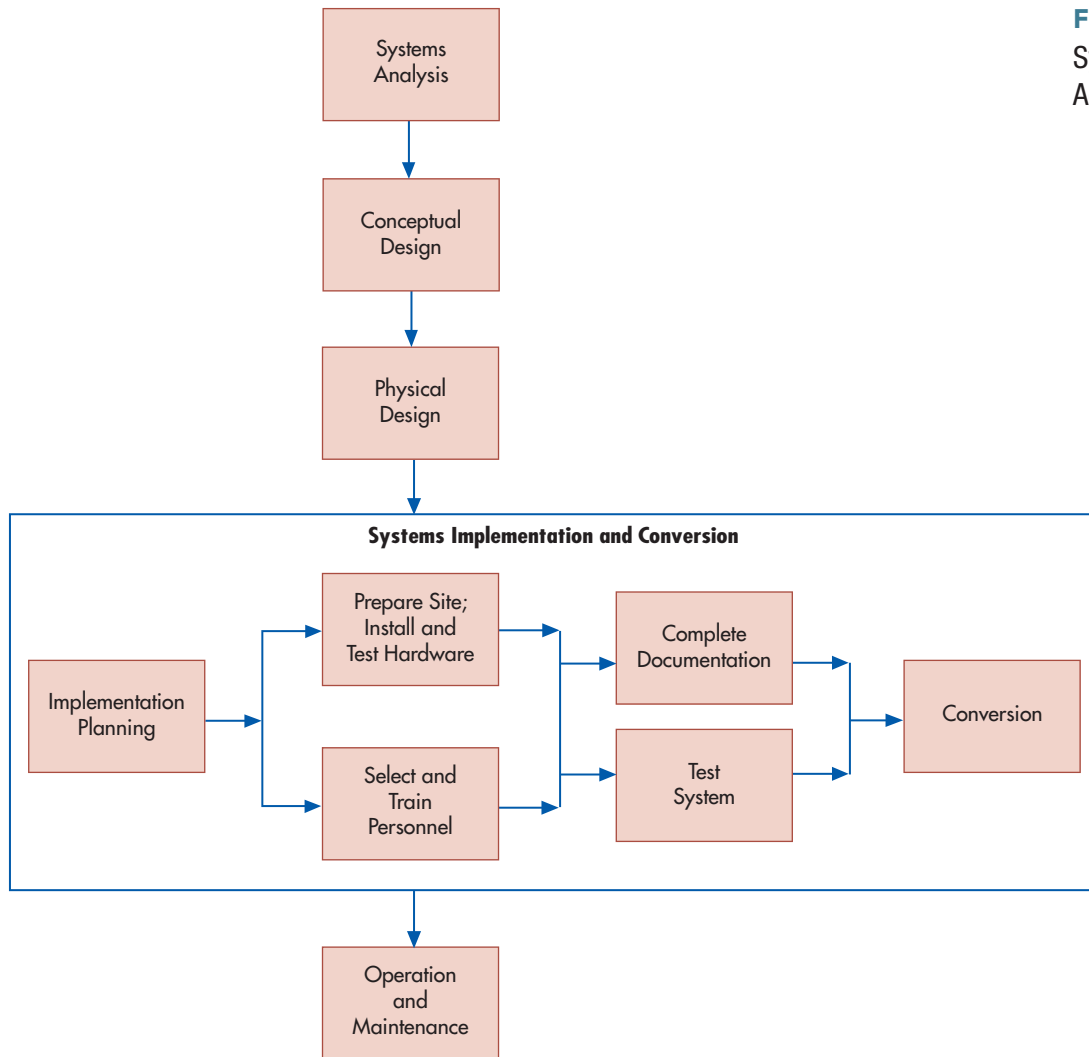 F
S
A
Systems
Analysis
Conceptual
Design
Physical
Design
Systems Implementation and Conversion
Implementation
Planning
Prepare Site;
Install and
Test Hardware
Select and
Train
Personnel
Complete
Documentation
Test
System
Conversion
Operation
and
Maintenance